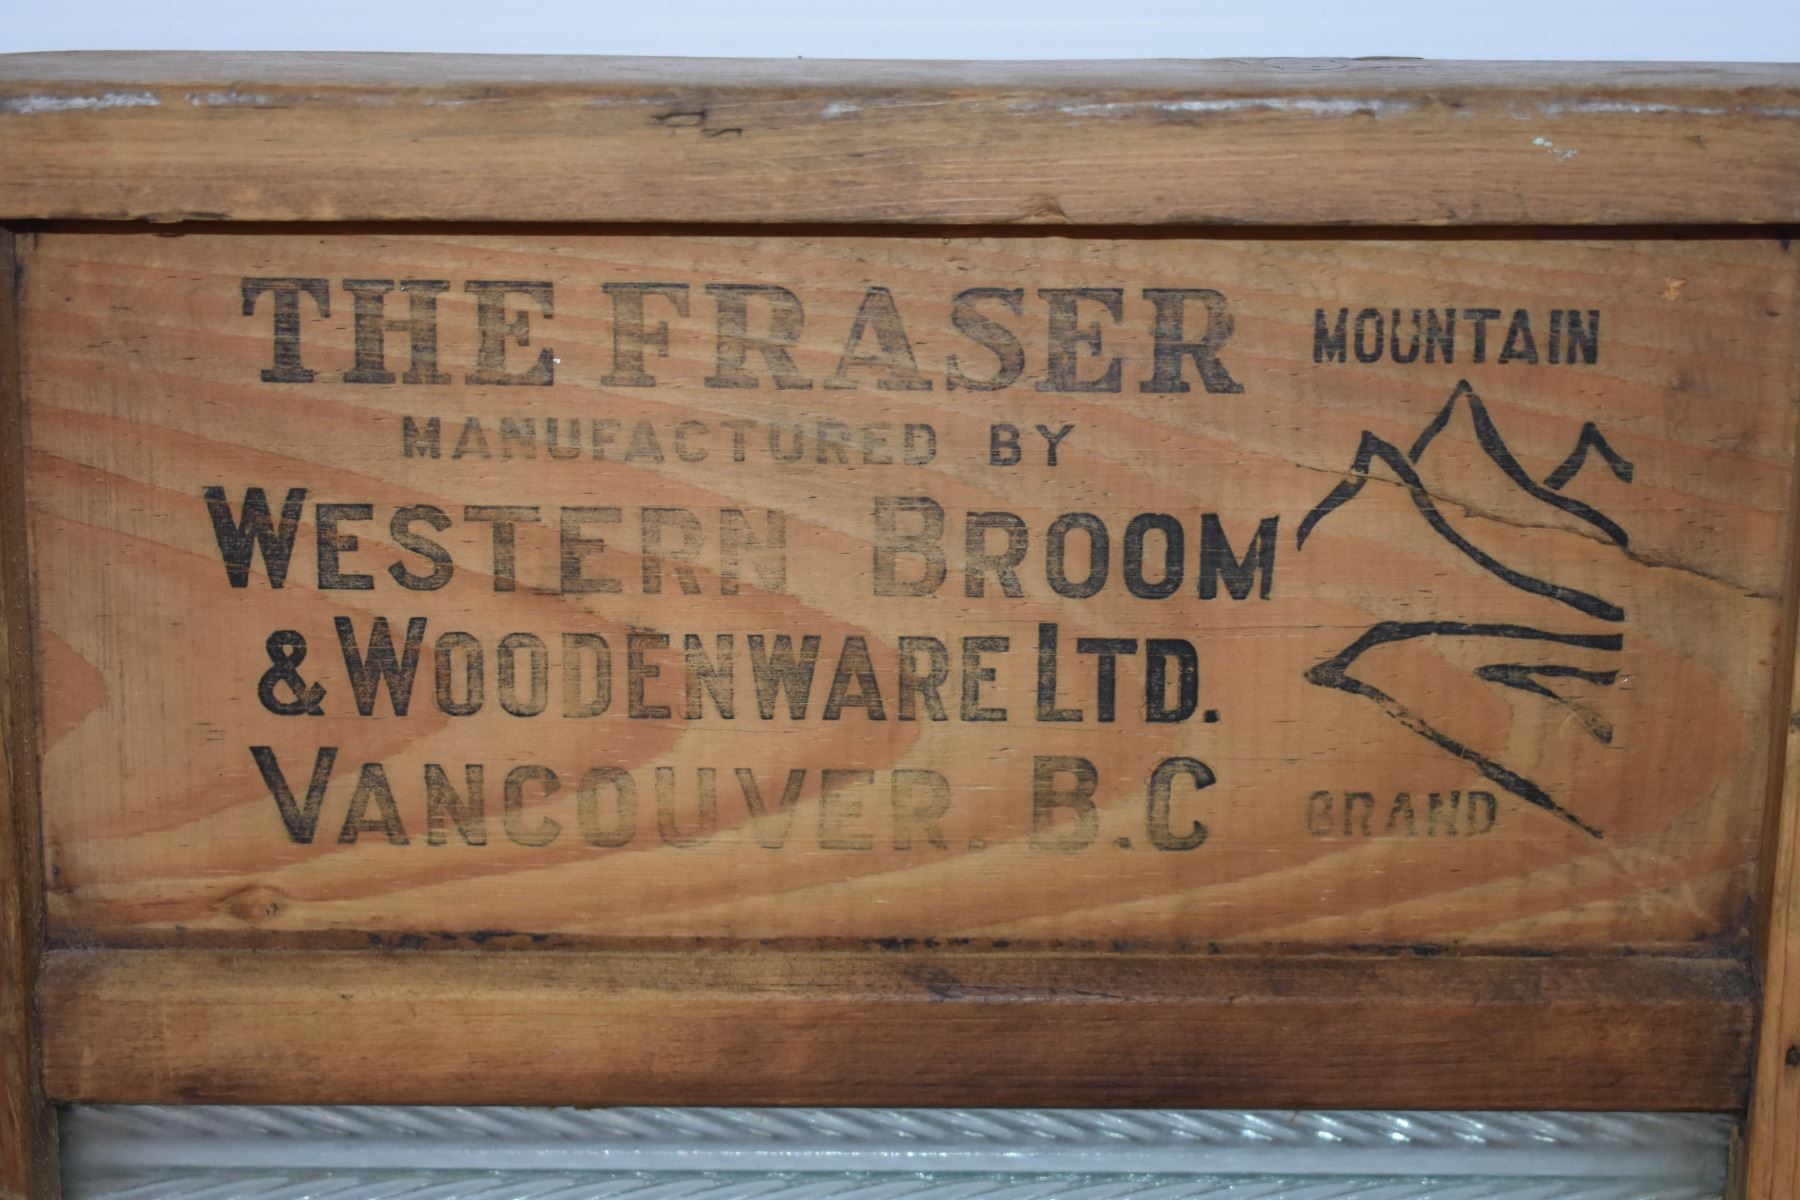 THE FRASER
MANUFACTURED BY
WESTERN BROOM
& WOODENWARE LTD.
VANCOUVER. B.C
MOUNTAIN
BRAND